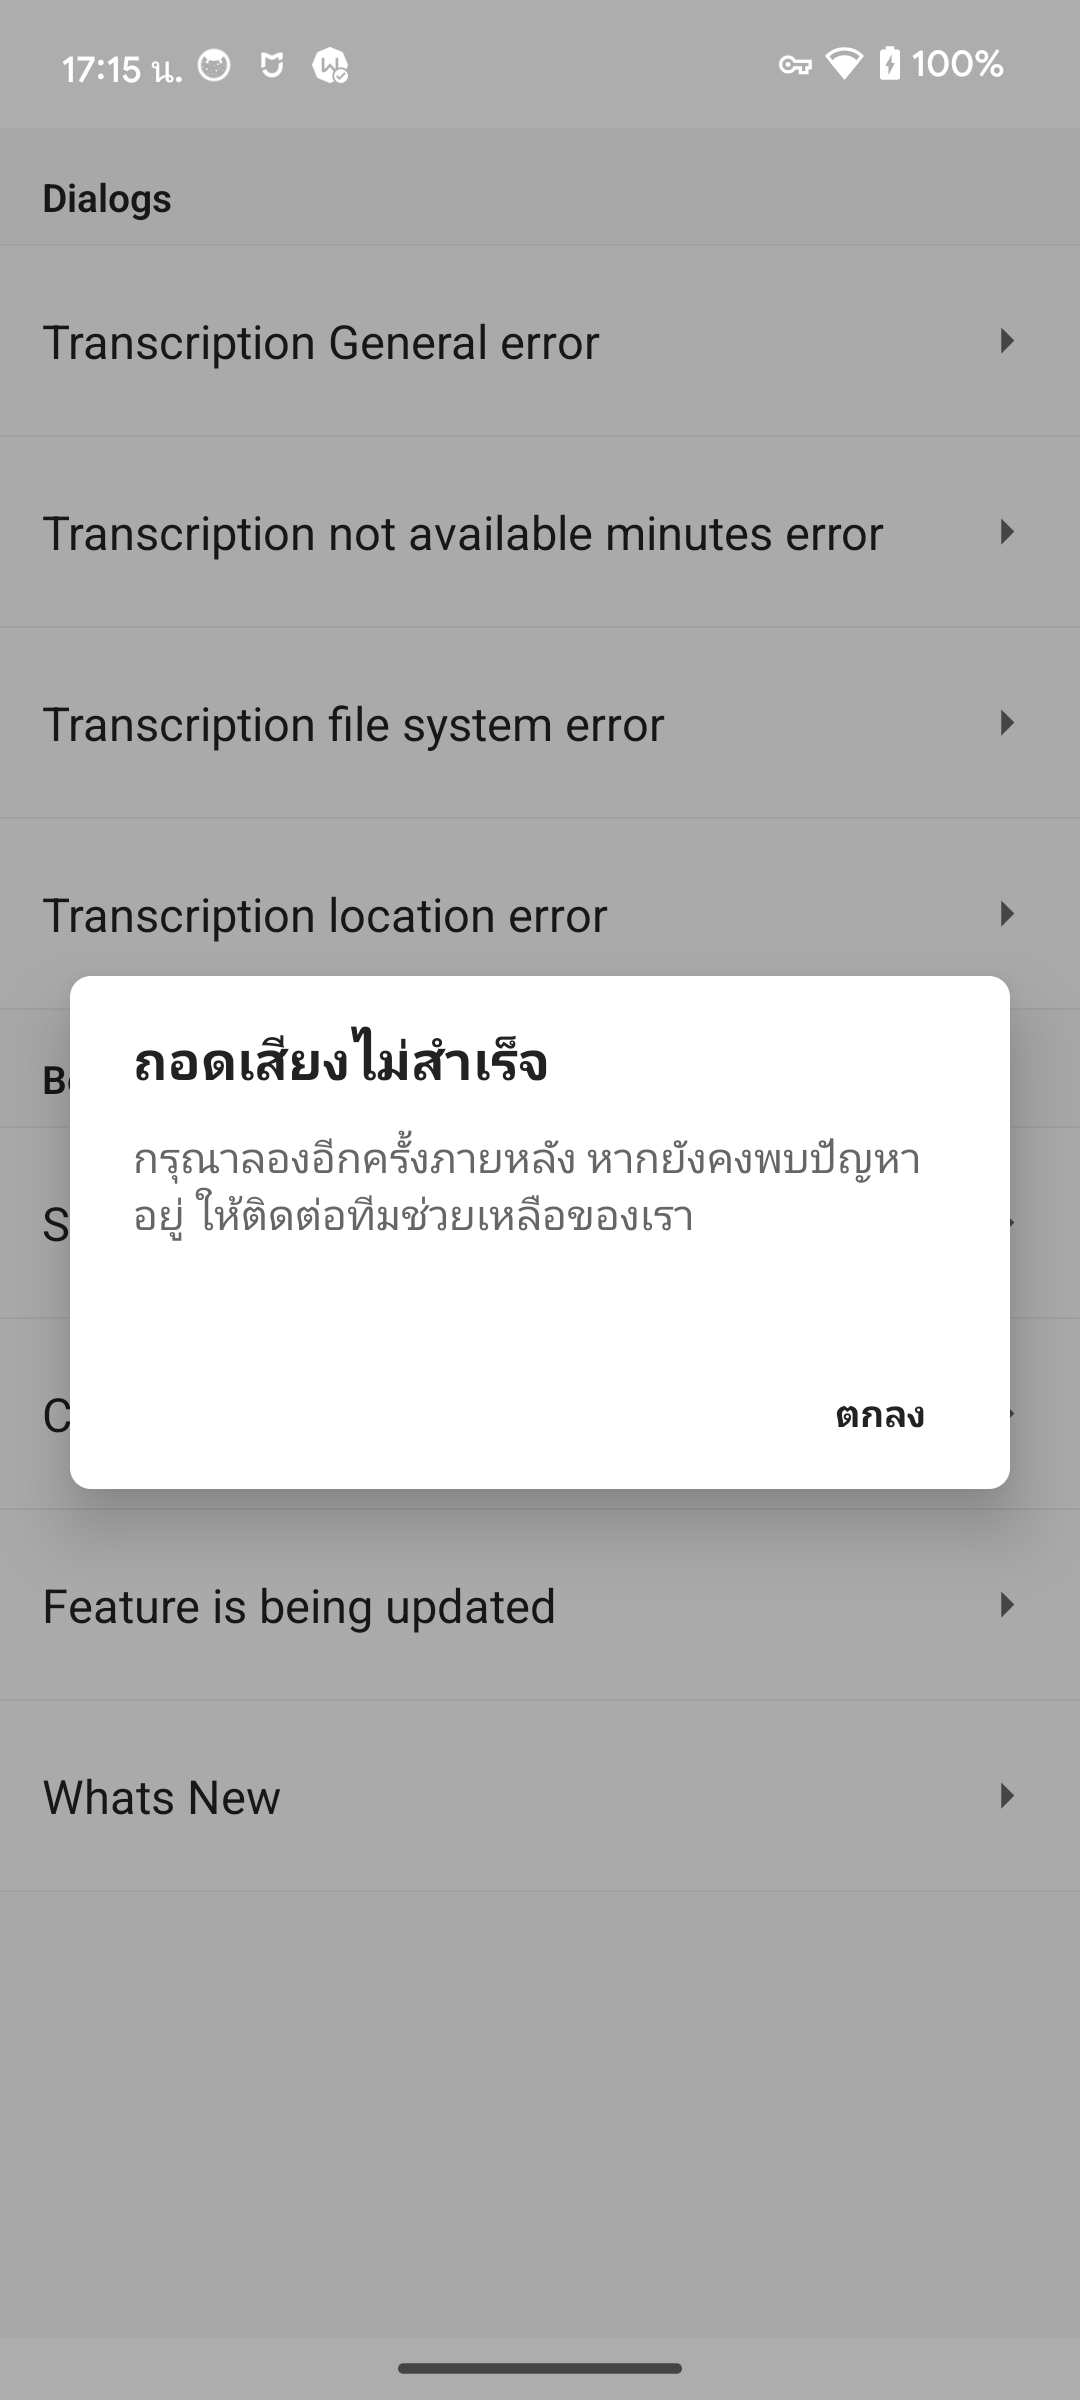 17:15 น.
100%
Dialogs
Transcription General error
Transcription not available minutes error
Transcription file system error
Transcription location error
ถอดเสียงไม่สำเร็จ
กรุณาลองอีกครั้งภายหลัง หากยังคงพบปัญหา
อยู่ ให้ติดต่อทีมช่วยเหลือของเรา
ตกลง
Feature is being updated
Whats New